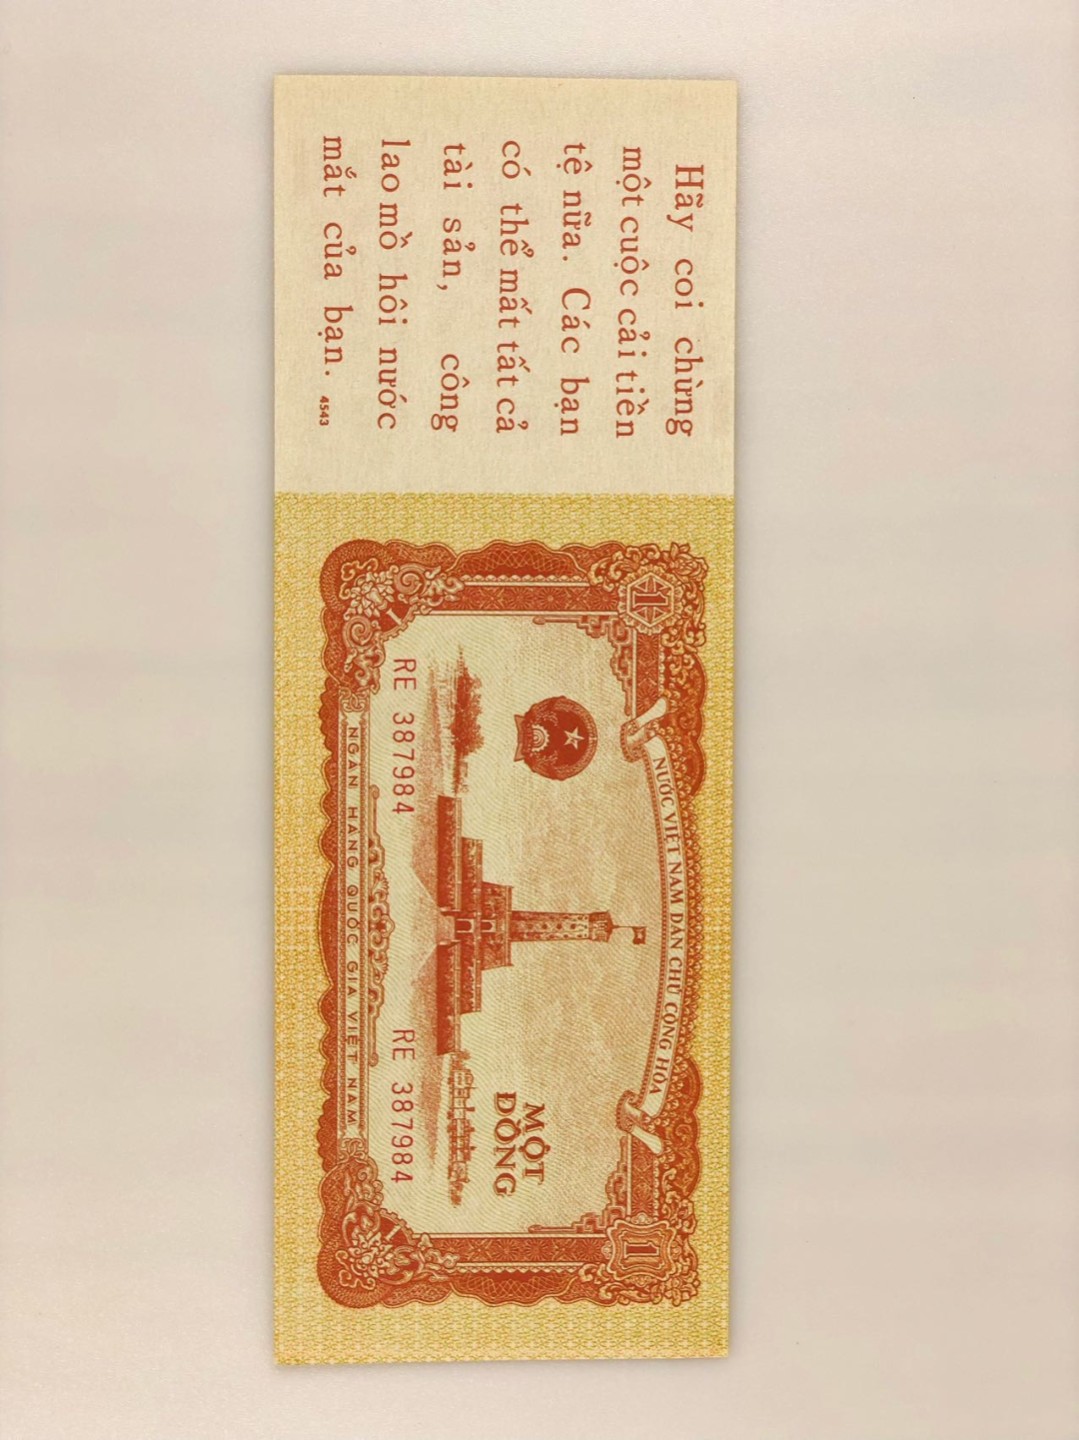 Hãy coi chừng
một cuộc cải tiền
tệ nữa. Các bạn
có thể mất tất cả
tài sản, công
lao mồ hôi nước
mắt của bạn.
4543
NƯỚC VIỆT NAM DÂN CHỦ CỘNG HÒA
1
1
MỘT
ĐỒNG
RE 387984
RE 387984
1
1
NGÂN HÀNG QUỐC GIA VIỆT NAM